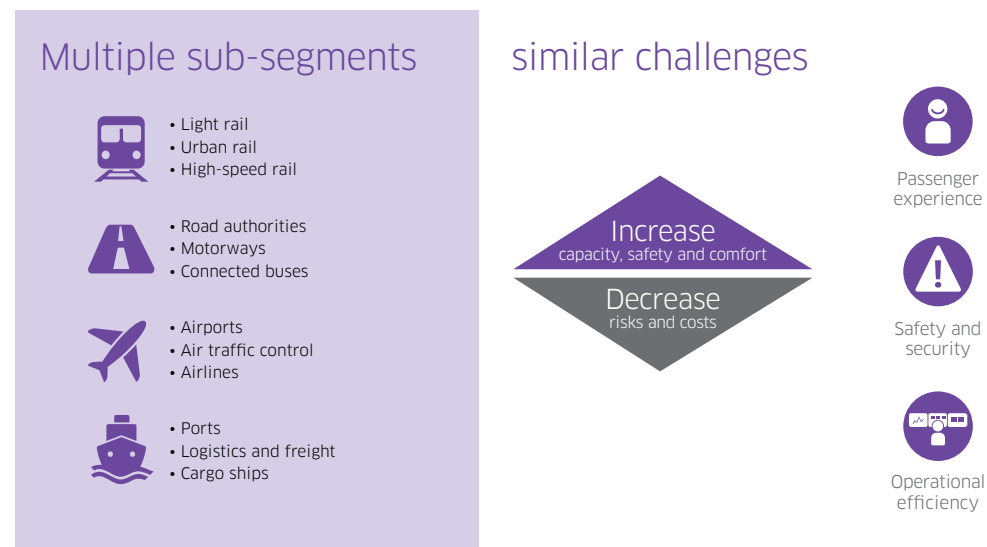 Multiple sub-segments
• Light rail
• Urban rail
• High-speed rail
• Road authorities
• Motorways
• Connected buses
• Airports
• Air traffic control
• Airlines
• Ports
• Logistics and freight
• Cargo ships
similar challenges
Increase
capacity, safety and comfort
Decrease
risks and costs
Passenger
experience
Safety and
security
Operational
efficiency